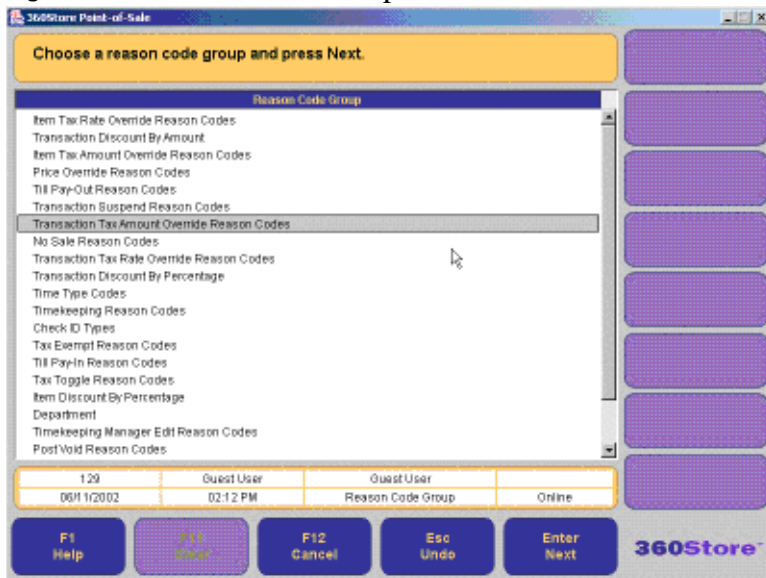 360Store Point-of-Sale
Choose a reason code group and press Next.
Reason Code Group
Item Tax Rate Override Reason Codes
Transaction Discount By Amount
Item Tax Amount Override Reason Codes
Price Override Reason Codes
Till Pay-Out Reason Codes
Transaction Suspend Reason Codes
Transaction Tax Amount Override Reason Codes
No Sale Reason Codes
Transaction Tax Rate Override Reason Codes
Transaction Discount By Percentage
Time Type Codes
Timekeeping Reason Codes
Check ID Types
Tax Exempt Reason Codes
Till Pay-In Reason Codes
Tax Toggle Reason Codes
Item Discount By Percentage
Department
Timekeeping Manager Edit Reason Codes
Post Void Reason Codes
129 Guest User Guest User
06/11/2002 02:12 PM Reason Code Group Online
F1 F12 Esc Enter
Help Clear Cancel Undo Next
360Store